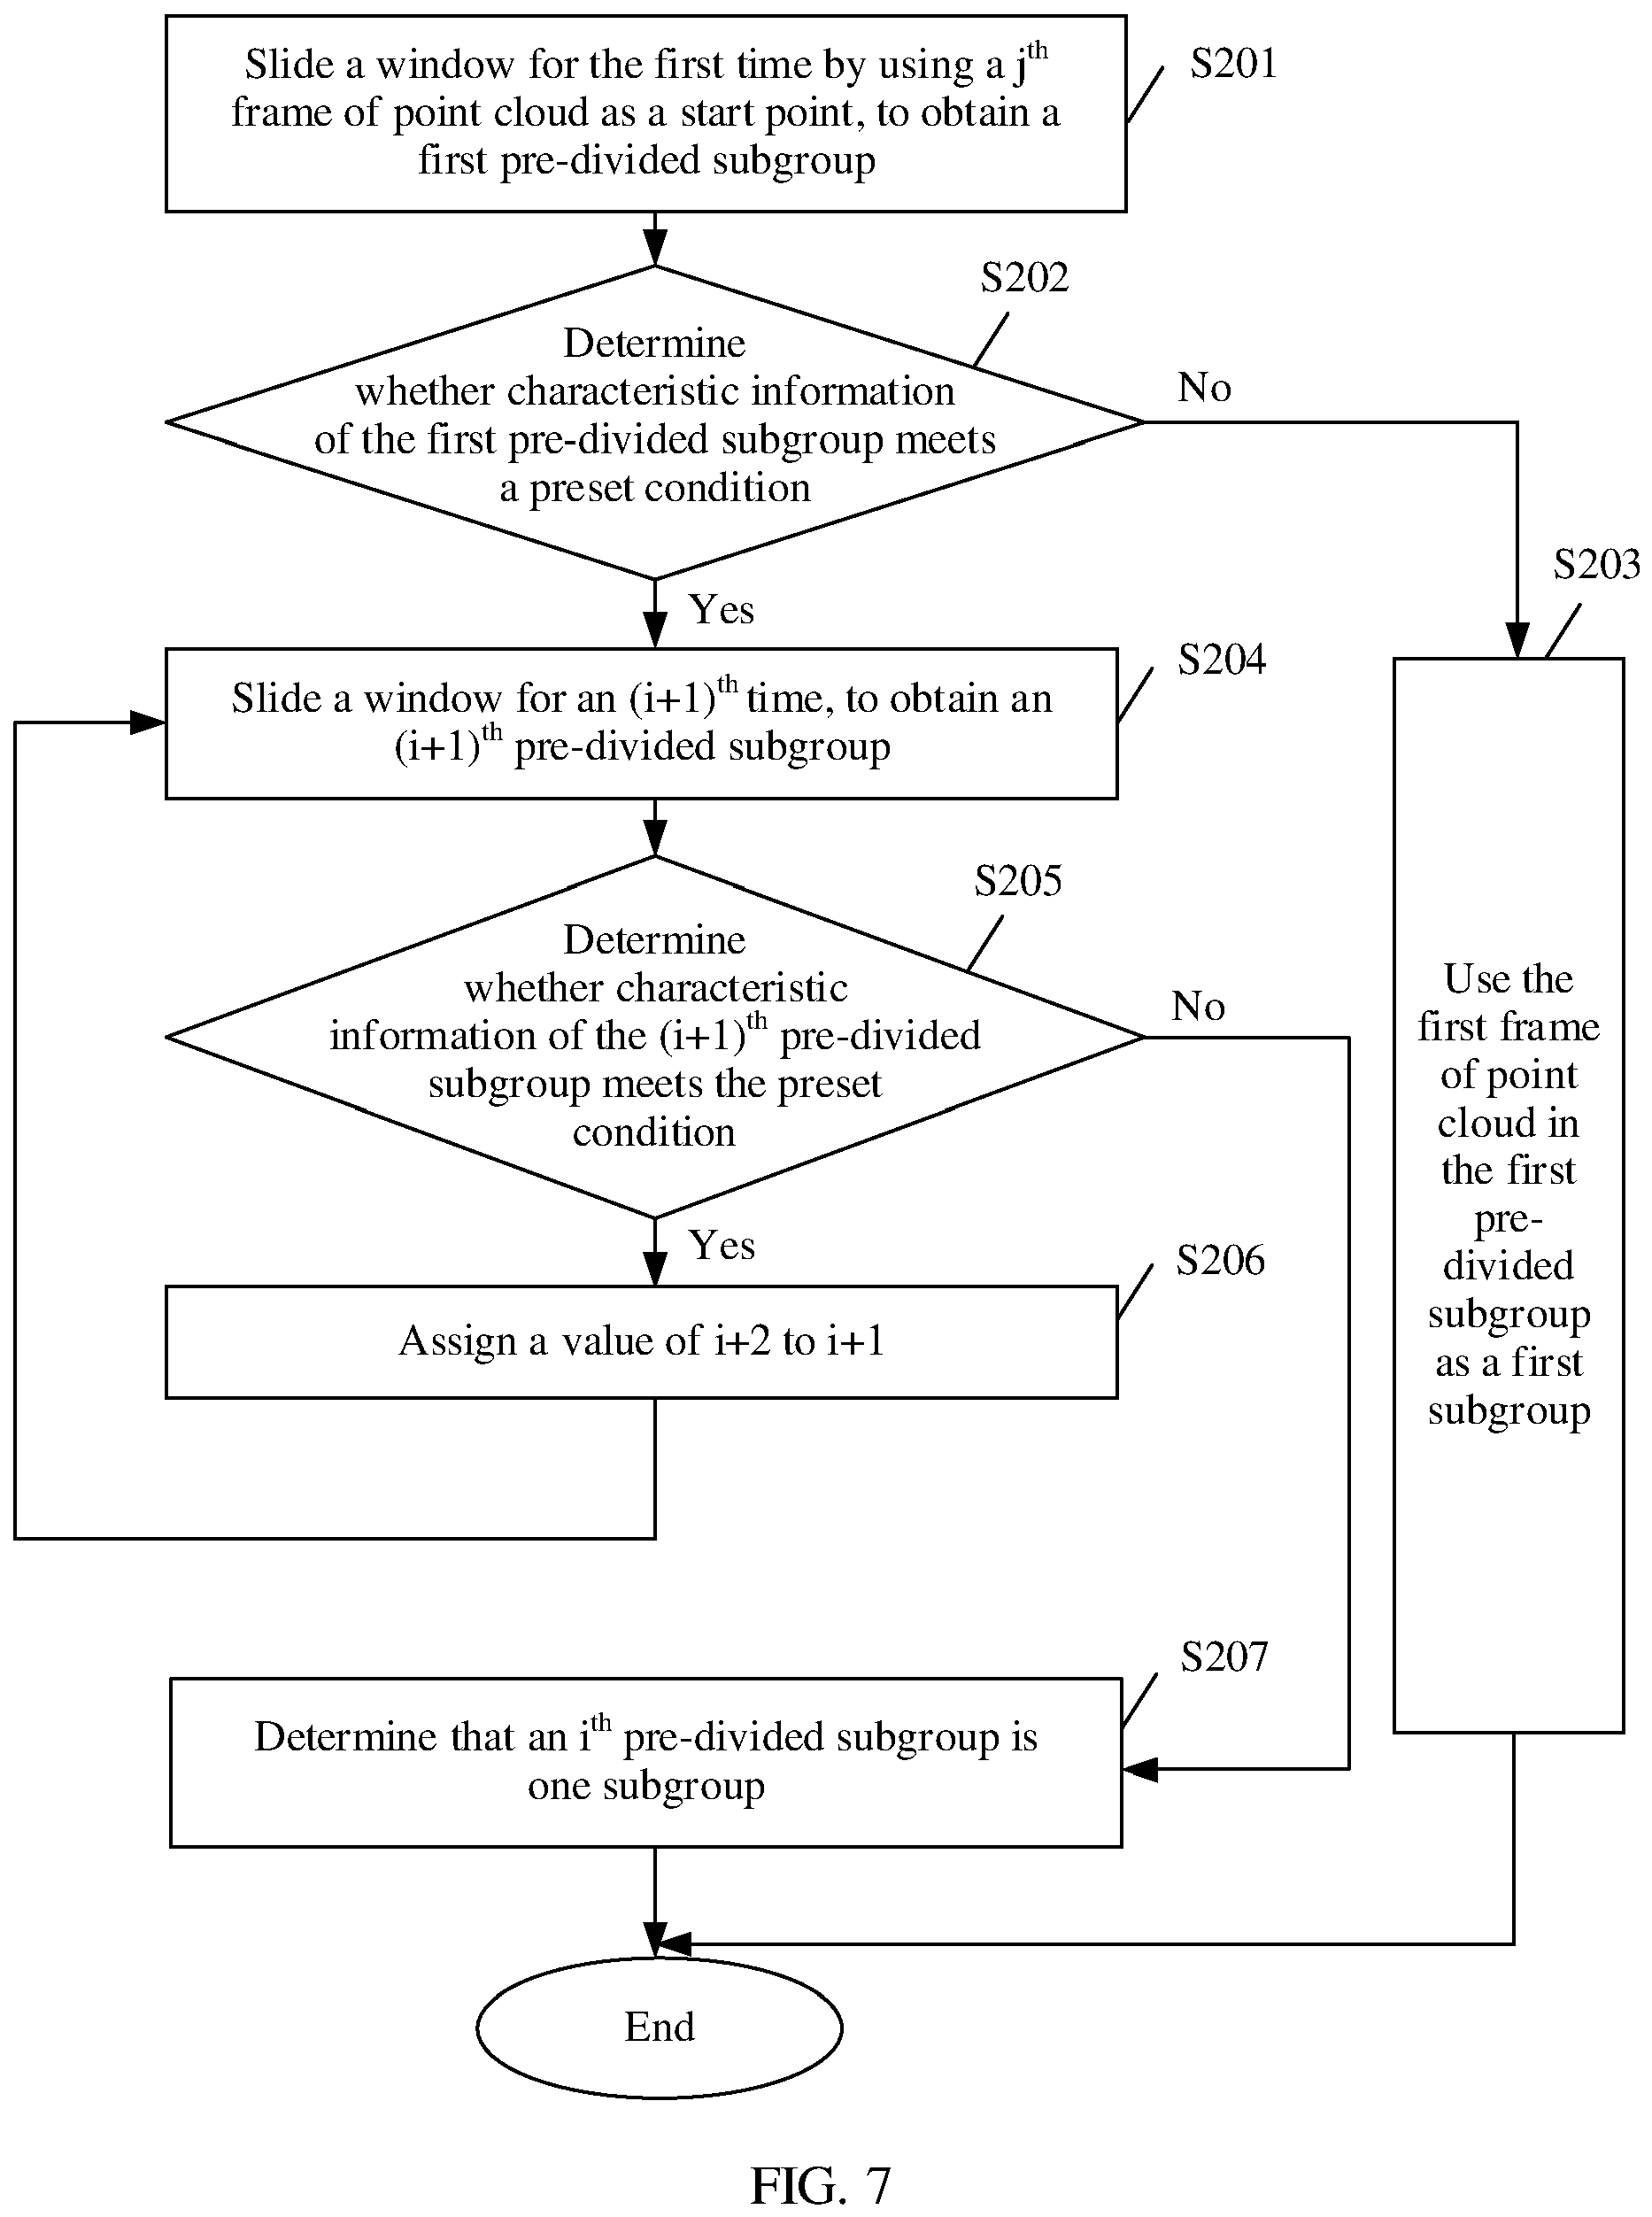 Slide a window for the first time by using a jth
frame of point cloud as a start point, to obtain a
first pre-divided subgroup
S201
S202
Determine
whether characteristic information
of the first pre-divided subgroup meets
a preset condition
No
Yes
S203
Use the
first frame
of point
cloud in
the first
pre-
divided
subgroup
as a first
subgroup
S204
Slide a window for an (i+1)th time, to obtain an
(i+1)th pre-divided subgroup
S205
Determine
whether characteristic
information of the (i+1)th pre-divided
subgroup meets the preset
condition
No
Yes
S206
Assign a value of i+2 to i+1
S207
Determine that an ith pre-divided subgroup is
one subgroup
End
FIG. 7